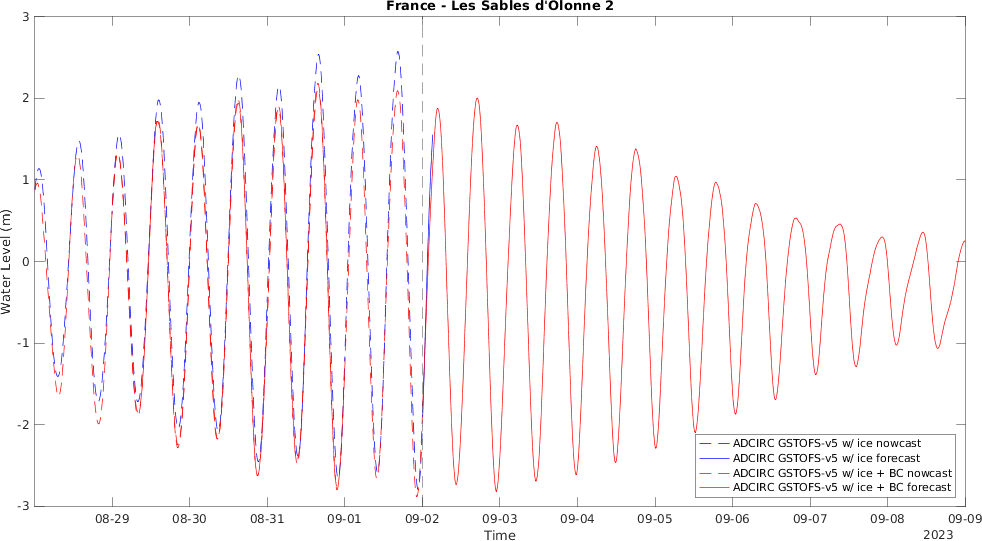 France - Les Sables d'Olonne 2
Water Level (m)
3
2
1
0
-1
-2
-3
ADCIRC GSTOFS-v5 w/ ice nowcast
ADCIRC GSTOFS-v5 w/ ice forecast
ADCIRC GSTOFS-v5 w/ ice + BC nowcast
ADCIRC GSTOFS-v5 w/ ice + BC forecast
08-29 08-30 08-31 09-01 09-02 09-03 09-04 09-05 09-06 09-07 09-08 09-09
Time
2023